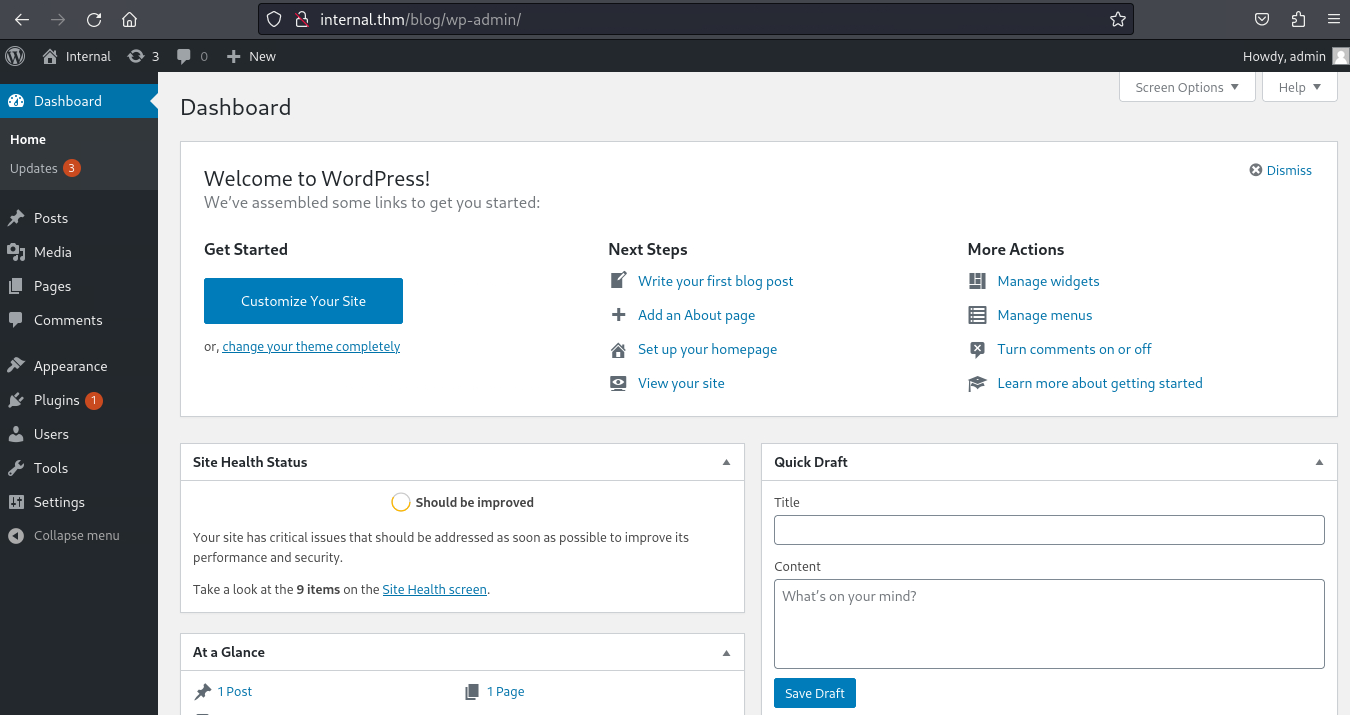 internal.thm/blog/wp-admin/
Internal 3 0 New Howdy, admin
Screen Options ▼ Help ▼
Dashboard
Home
Updates 3
Posts
Media
Pages
Comments
Appearance
Plugins 1
Users
Tools
Settings
Collapse menu
Dashboard
Welcome to WordPress!
We've assembled some links to get you started:
Dismiss
Get Started
Customize Your Site
or, change your theme completely
Next Steps
Write your first blog post
Add an About page
Set up your homepage
View your site
More Actions
Manage widgets
Manage menus
Turn comments on or off
Learn more about getting started
Site Health Status
Should be improved
Your site has critical issues that should be addressed as soon as possible to improve its
performance and security.
Take a look at the 9 items on the Site Health screen.
At a Glance
1 Post 1 Page
Quick Draft
Title
Content
What's on your mind?
Save Draft